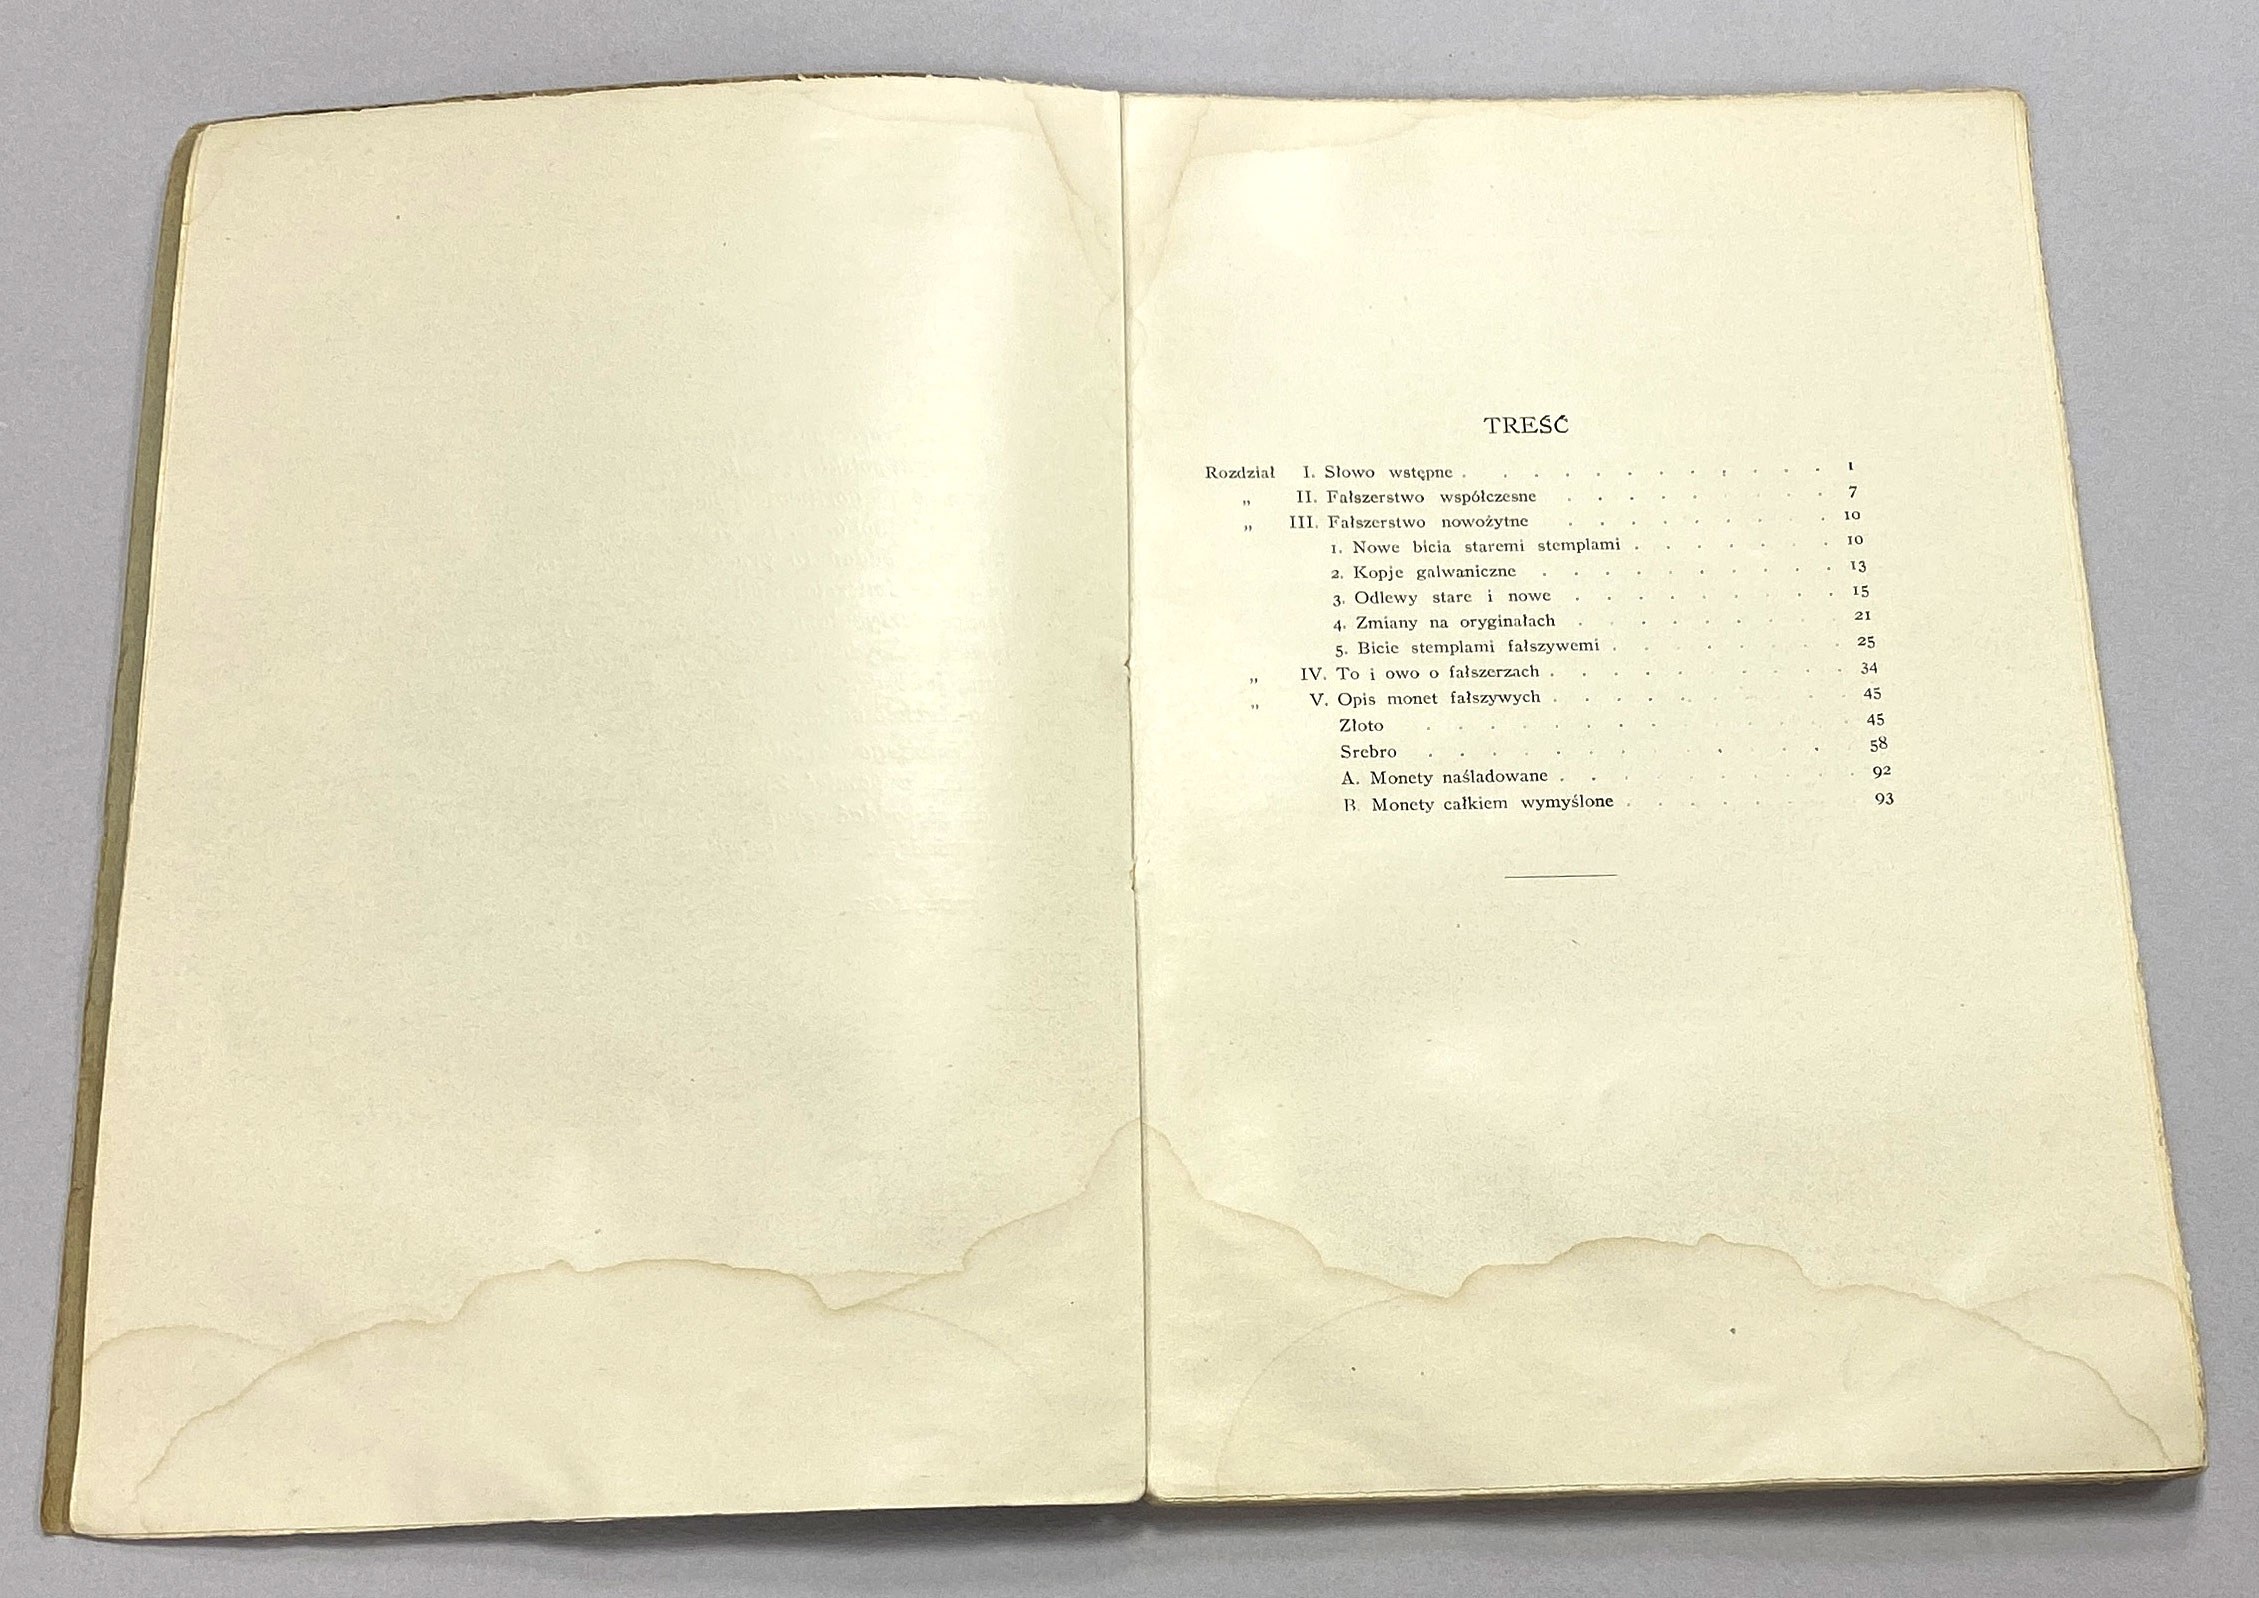 TREŚĆ
Rozdział I. Słowo wstępne . . . . . . . . . . . . 1
„ II. Fałszerstwo współczesne . . . . . . . . . 7
„ III. Fałszerstwo nowożytne . . . . . . . . . 10
1. Nowe bicia staremi stemplami . . . . . . . 10
2. Kopje galwaniczne . . . . . . . . . . 13
3. Odlewy stare i nowe . . . . . . . . . 15
4. Zmiany na oryginałach . . . . . . . . . 21
5. Bicie stemplami fałszywemi . . . . . . . . 25
„ IV. To i owo o fałszerzach . . . . . . . . . 34
„ V. Opis monet fałszywych . . . . . . . . . 45
Złoto . . . . . . . . . . . . . . 45
Srebro . . . . . . . . . . . . . . 58
A. Monety naśladowane . . . . . . . . . . 92
B. Monety całkiem wymyślone . . . . . . . . 93